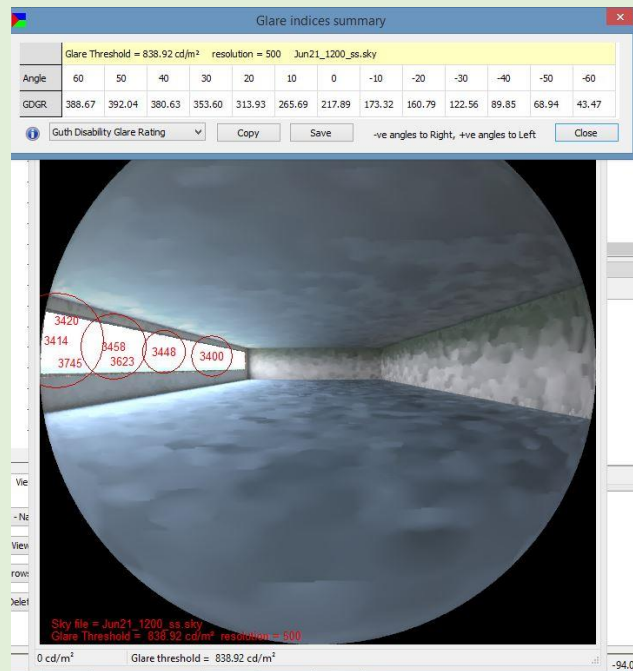 Glare indices summary
Glare Threshold = 838.92 cd/m² resolution = 500 Jun21_1200_ss.sky
Angle 60 50 40 30 20 10 0 -10 -20 -30 -40 -50 -60
GDGR 388.67 392.04 380.63 353.60 313.93 265.69 217.89 173.32 160.79 122.56 89.85 68.94 43.47
Guth Disability Glare Rating Copy Save -ve angles to Right, +ve angles to Left Close
3420
3414
3458
3448
3400
3745
3623
Vie
- Na
View
rows
Delet
Sky file = Jun21_1200_ss.sky
Glare Threshold = 838.92 cd/m² resolution = 500
0 cd/m² Glare threshold = 838.92 cd/m²
-94.0